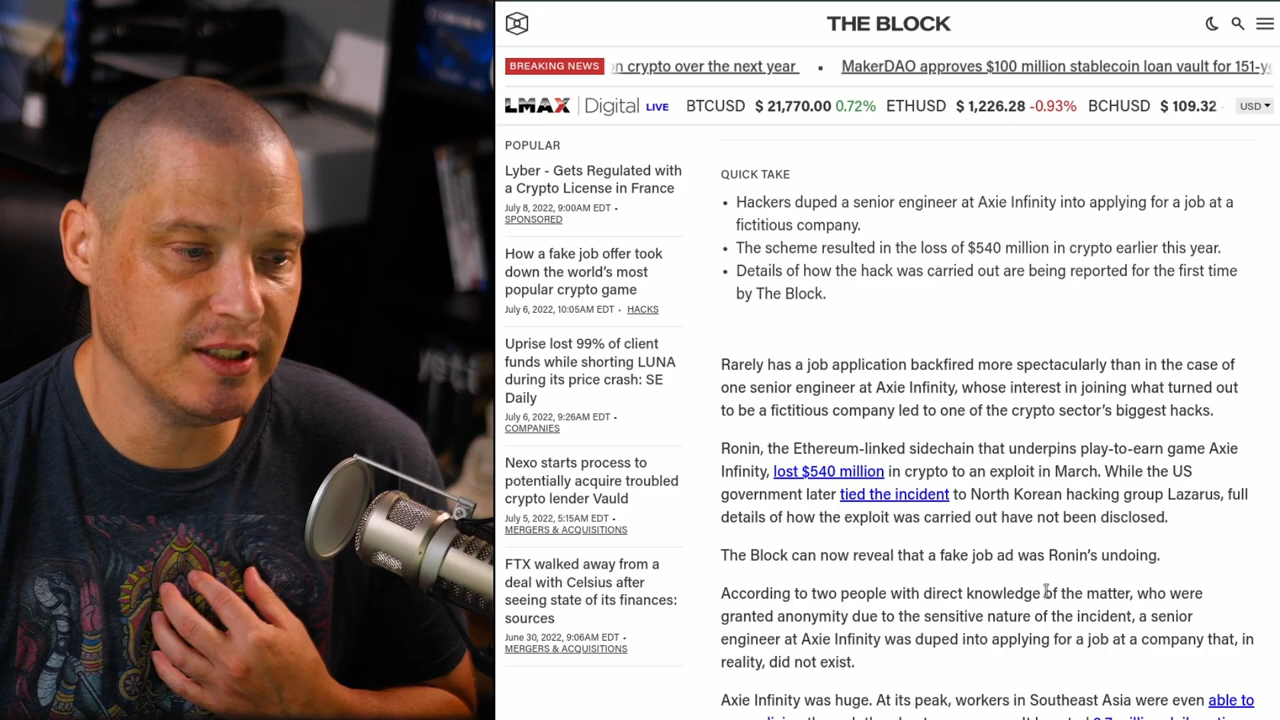 THE BLOCK
BREAKING NEWS
on crypto over the next year ▪ MakerDAO approves $100 million stablecoin loan vault for 151-y
LMAX Digital LIVE BTCUSD $ 21,770.00 0.72% ETHUSD $ 1,226.28 -0.93% BCHUSD $ 109.32 USD
POPULAR
Lyber - Gets Regulated with
a Crypto License in France
July 8, 2022, 9:00AM EDT •
SPONSORED
How a fake job offer took
down the world's most
popular crypto game
July 6, 2022, 10:05AM EDT • HACKS
Uprise lost 99% of client
funds while shorting LUNA
during its price crash: SE
Daily
July 6, 2022, 9:26AM EDT •
COMPANIES
Nexo starts process to
potentially acquire troubled
crypto lender Vauld
July 5, 2022, 5:15AM EDT •
MERGERS & ACQUISITIONS
FTX walked away from a
deal with Celsius after
seeing state of its finances:
sources
June 30, 2022, 9:06AM EDT •
MERGERS & ACQUISITIONS
QUICK TAKE
• Hackers duped a senior engineer at Axie Infinity into applying for a job at a
fictitious company.
• The scheme resulted in the loss of $540 million in crypto earlier this year.
• Details of how the hack was carried out are being reported for the first time
by The Block.
Rarely has a job application backfired more spectacularly than in the case of
one senior engineer at Axie Infinity, whose interest in joining what turned out
to be a fictitious company led to one of the crypto sector's biggest hacks.
Ronin, the Ethereum-linked sidechain that underpins play-to-earn game Axie
Infinity, lost $540 million in crypto to an exploit in March. While the US
government later tied the incident to North Korean hacking group Lazarus, full
details of how the exploit was carried out have not been disclosed.
The Block can now reveal that a fake job ad was Ronin's undoing.
According to two people with direct knowledge of the matter, who were
granted anonymity due to the sensitive nature of the incident, a senior
engineer at Axie Infinity was duped into applying for a job at a company that, in
reality, did not exist.
Axie Infinity was huge. At its peak, workers in Southeast Asia were even able to